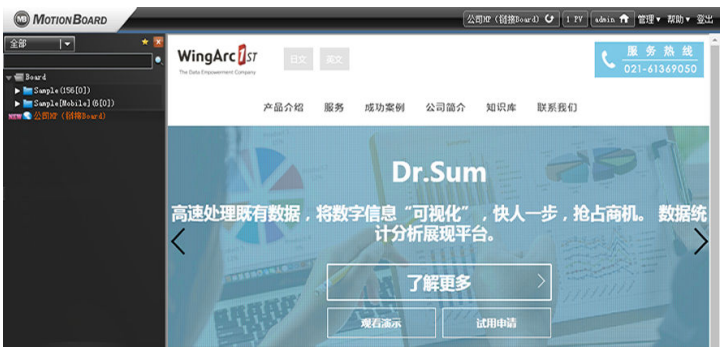 MB MOTIONBOARD
公司HP（链接Board） 1 PV admin 管理▾ 帮助▾ 登出
全部
WingArc 1ST
The Data Empowerment Company
日文 英文
服务热线
021-61369050
Board
Sample(156[0])
Sample[Mobile](6[0])
NEW 公司HP（链接Board）
产品介绍 服务 成功案例 公司简介 知识库 联系我们
Dr.Sum
高速处理既有数据，将数字信息“可视化”，快人一步，抢占商机。 数据统
计分析展现平台。
了解更多
观看演示 试用申请